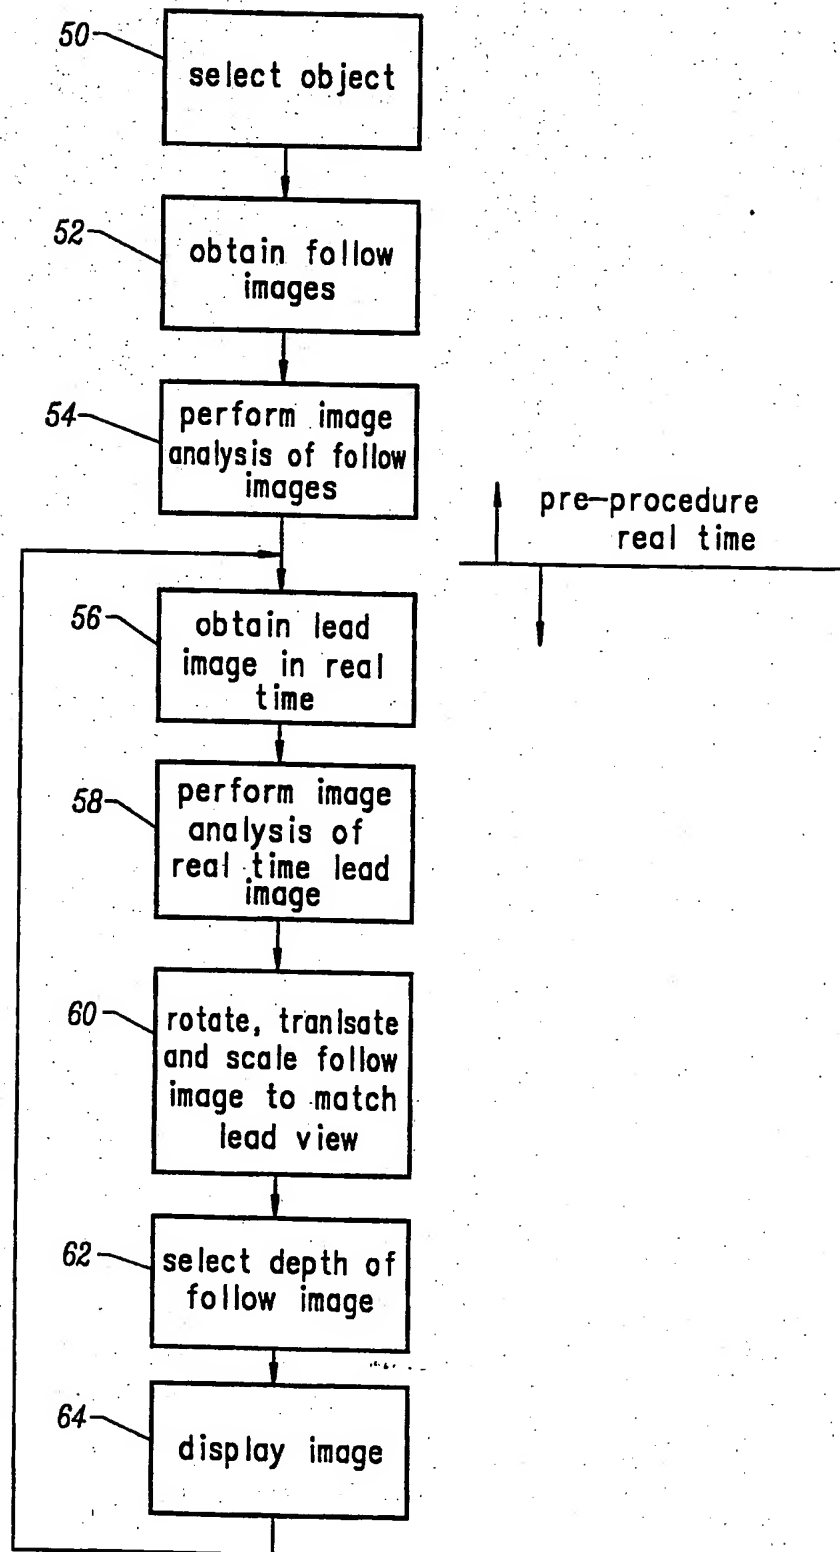 50
select object
52
obtain follow
images
54
perform image
analysis of follow
images
pre-procedure
real time
56
obtain lead
image in real
time
58
perform image
analysis of
real time lead
image
60
rotate, tranlsate
and scale follow
image to match
lead view
62
select depth of
follow image
64
display image